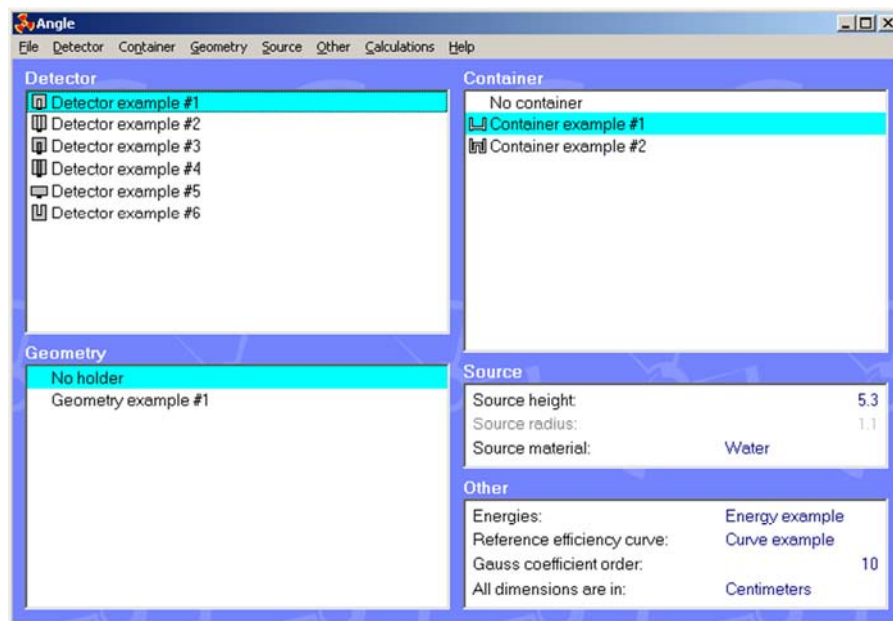 Angle
File Detector Container Geometry Source Other Calculations Help
Detector
Detector example #1
Detector example #2
Detector example #3
Detector example #4
Detector example #5
Detector example #6
Container
No container
Container example #1
Container example #2
Geometry
No holder
Geometry example #1
Source
Source height: 5.3
Source radius: 1.1
Source material: Water
Other
Energies: Energy example
Reference efficiency curve: Curve example
Gauss coefficient order: 10
All dimensions are in: Centimeters